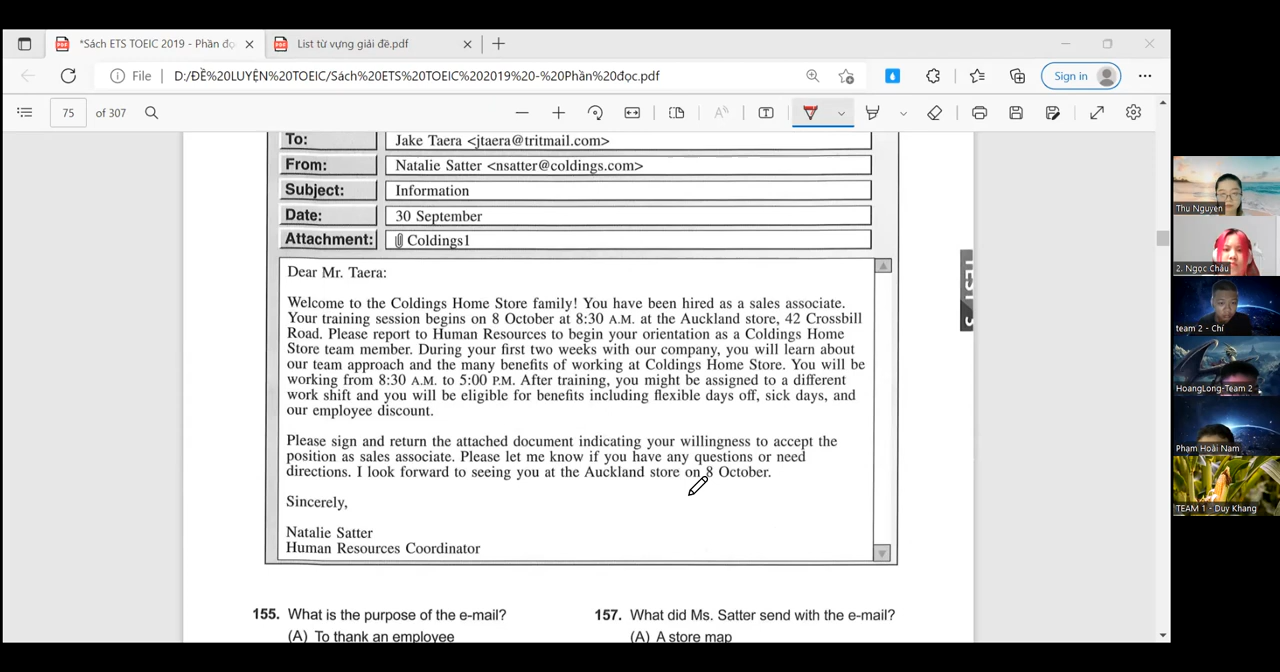 *Sách ETS TOEIC 2019 - Phần đọ
List từ vựng giải đề.pdf
File
D:/ĐỀ%20LUYỆN%20TOEIC/Sách%20ETS%20TOEIC%202019%20-%20Phần%20đọc.pdf
Sign in
75
of 307
To:
Jake Taera <jtaera@tritmail.com>
From:
Natalie Satter <nsatter@coldings.com>
Subject:
Information
Date:
30 September
Attachment:
Coldings1
Dear Mr. Taera:
Welcome to the Coldings Home Store family! You have been hired as a sales associate.
Your training session begins on 8 October at 8:30 A.M. at the Auckland store, 42 Crossbill
Road. Please report to Human Resources to begin your orientation as a Coldings Home
Store team member. During your first two weeks with our company, you will learn about
our team approach and the many benefits of working at Coldings Home Store. You will be
working from 8:30 A.M. to 5:00 P.M. After training, you might be assigned to a different
work shift and you will be eligible for benefits including flexible days off, sick days, and
our employee discount.
Please sign and return the attached document indicating your willingness to accept the
position as sales associate. Please let me know if you have any questions or need
directions. I look forward to seeing you at the Auckland store on 8 October.
Sincerely,
Natalie Satter
Human Resources Coordinator
155. What is the purpose of the e-mail?
(A) To thank an employee
157. What did Ms. Satter send with the e-mail?
(A) A store map
TEST 3
Thu Nguyen
2. Ngọc Châu
team 2 - Chí
HoangLong-Team 2
Phạm Hoài Nam
TEAM 1 - Duy Khang